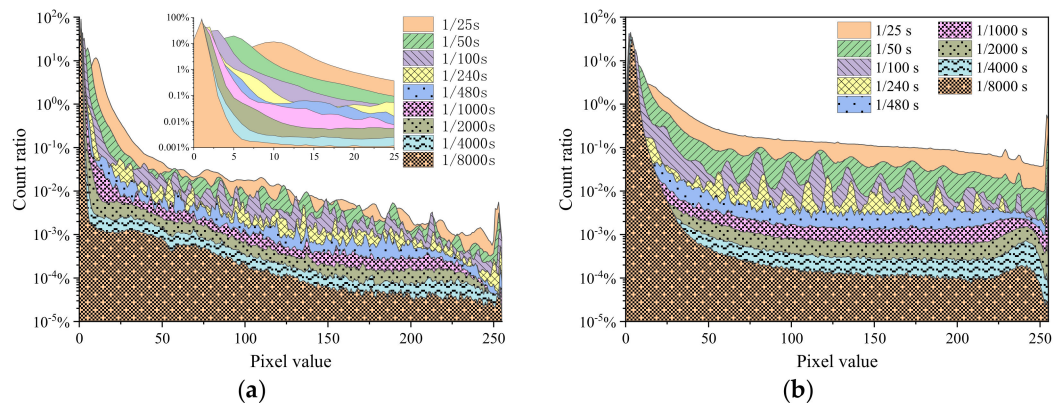 100%
10%
1%
0.1%
0.01%
0.001%
0 5 10 15 20 25
1/25s
1/50s
1/100s
1/240s
1/480s
1/1000s
1/2000s
1/4000s
1/8000s
10²%
10¹%
10⁰%
10⁻¹%
10⁻²%
10⁻³%
10⁻⁴%
10⁻⁵%
Count ratio
0 50 100 150 200 250
Pixel value
(a)
1/25 s
1/50 s
1/100 s
1/240 s
1/480 s
1/1000 s
1/2000 s
1/4000 s
1/8000 s
10²%
10¹%
10⁰%
10⁻¹%
10⁻²%
10⁻³%
10⁻⁴%
10⁻⁵%
Count ratio
0 50 100 150 200 250
Pixel value
(b)